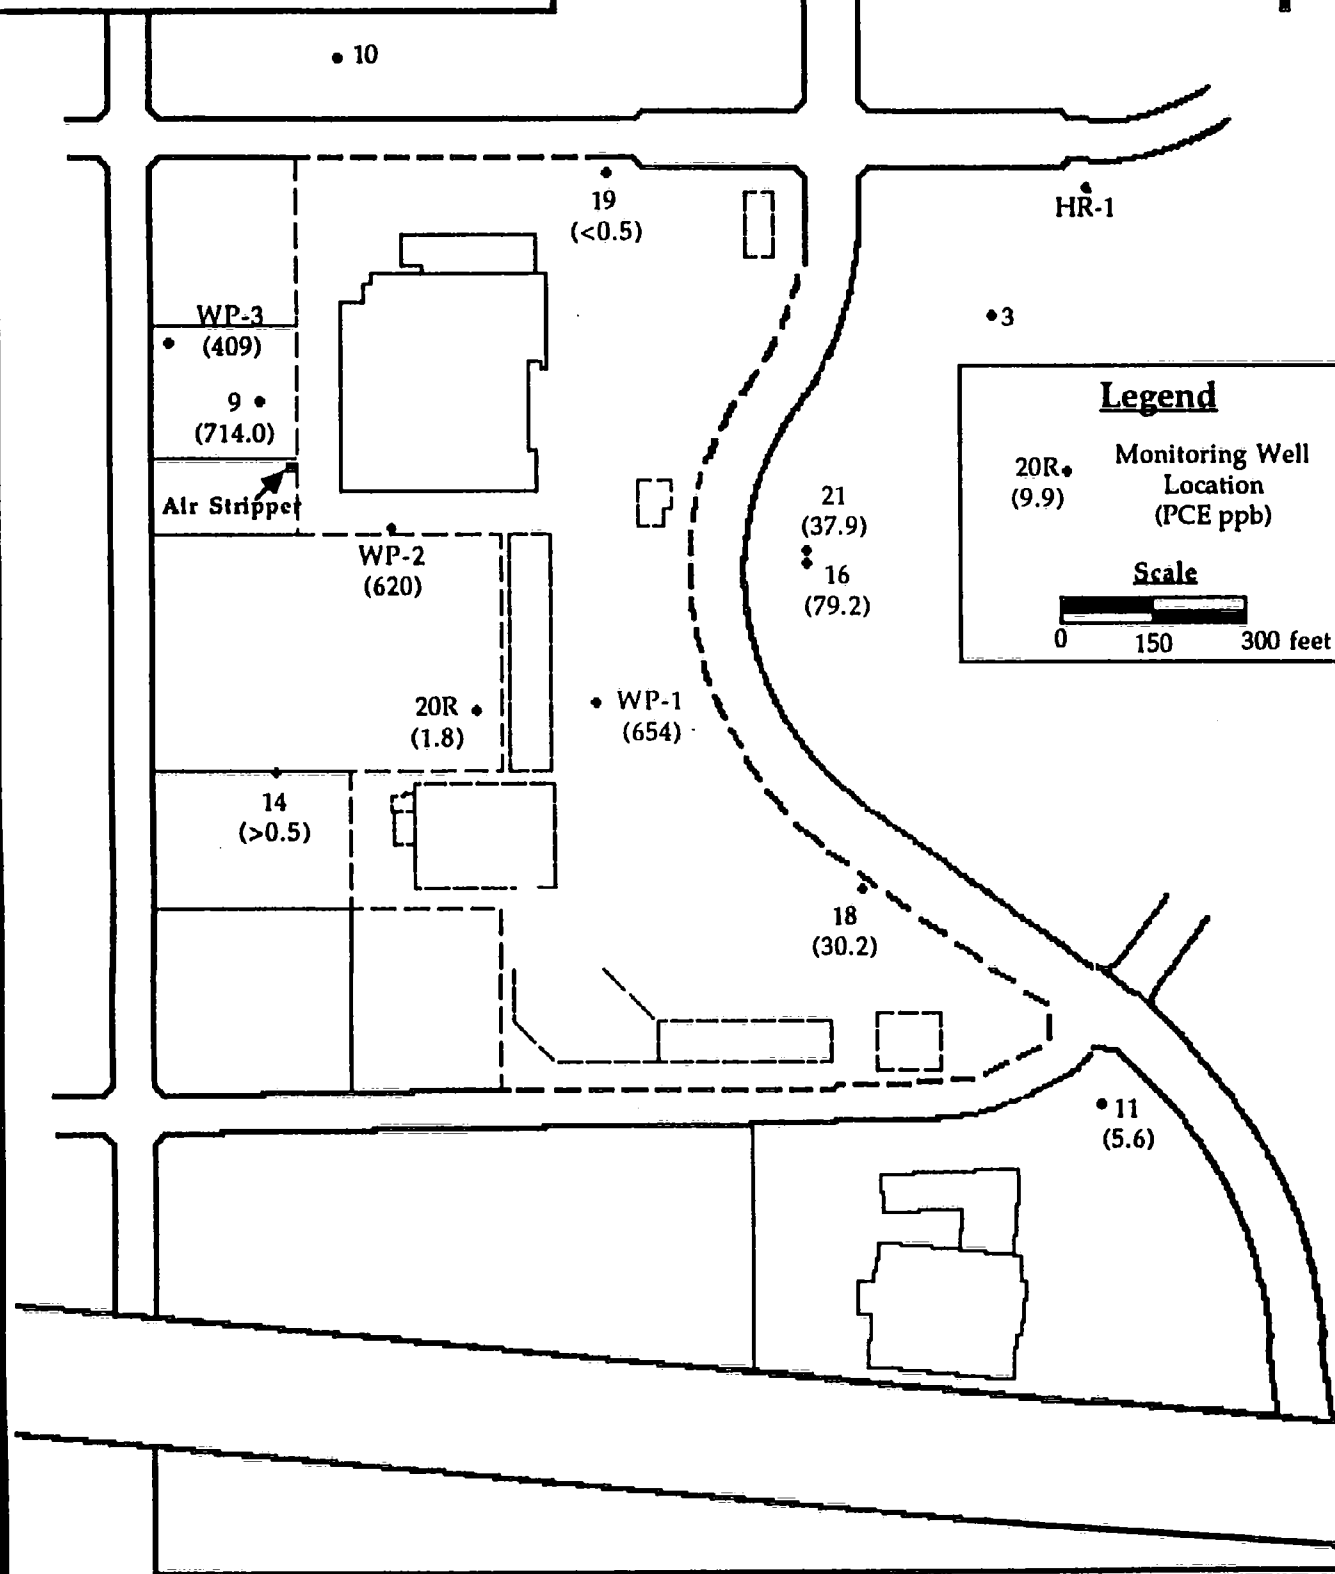 10
19
(<0.5)
HR-1
3
WP-3
(409)
9
(714.0)
Air Stripper
WP-2
(620)
21
(37.9)
16
(79.2)
Legend
20R
(9.9)
Monitoring Well
Location
(PCE ppb)
Scale
0 150 300 feet
20R
(1.8)
WP-1
(654)
14
(>0.5)
18
(30.2)
11
(5.6)